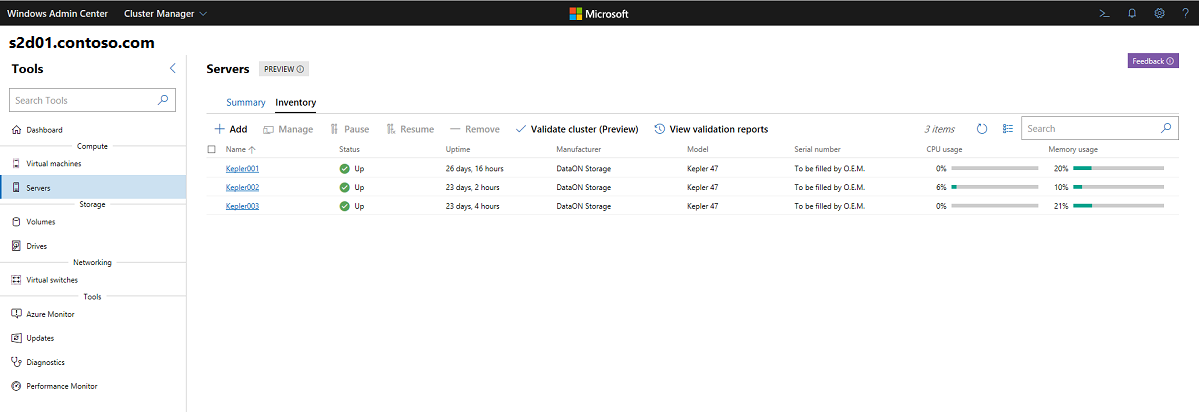 Windows Admin Center Cluster Manager Microsoft ?
s2d01.contoso.com
Tools
Search Tools
Dashboard
Compute
Virtual machines
Servers
Storage
Volumes
Drives
Networking
Virtual switches
Tools
Azure Monitor
Updates
Diagnostics
Performance Monitor
Servers PREVIEW
Feedback
Summary Inventory
Add Manage Pause Resume Remove Validate cluster (Preview) View validation reports 3 items Search
Name Status Uptime Manufacturer Model Serial number CPU usage Memory usage
Kepler001 Up 26 days, 16 hours DataON Storage Kepler 47 To be filled by O.E.M. 0% 20%
Kepler002 Up 23 days, 2 hours DataON Storage Kepler 47 To be filled by O.E.M. 6% 10%
Kepler003 Up 23 days, 4 hours DataON Storage Kepler 47 To be filled by O.E.M. 0% 21%